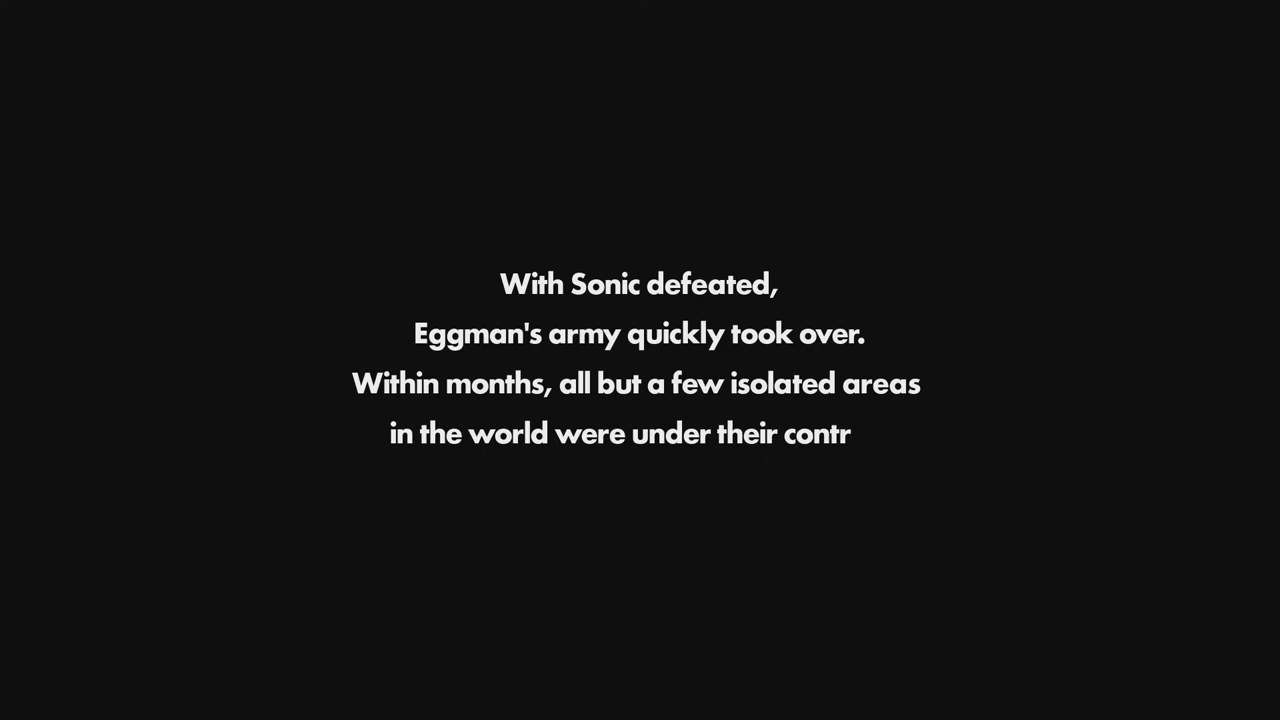 With Sonic defeated,
Eggman's army quickly took over.
Within months, all but a few isolated areas
in the world were under their contr